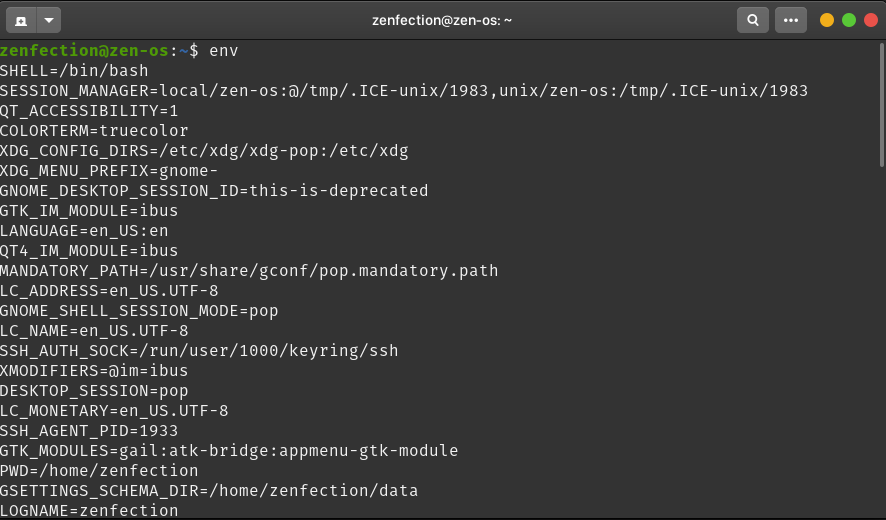 zenfection@zen-os: ~
zenfection@zen-os:~$ env
SHELL=/bin/bash
SESSION_MANAGER=local/zen-os:@/tmp/.ICE-unix/1983,unix/zen-os:/tmp/.ICE-unix/1983
QT_ACCESSIBILITY=1
COLORTERM=truecolor
XDG_CONFIG_DIRS=/etc/xdg/xdg-pop:/etc/xdg
XDG_MENU_PREFIX=gnome-
GNOME_DESKTOP_SESSION_ID=this-is-deprecated
GTK_IM_MODULE=ibus
LANGUAGE=en_US:en
QT4_IM_MODULE=ibus
MANDATORY_PATH=/usr/share/gconf/pop.mandatory.path
LC_ADDRESS=en_US.UTF-8
GNOME_SHELL_SESSION_MODE=pop
LC_NAME=en_US.UTF-8
SSH_AUTH_SOCK=/run/user/1000/keyring/ssh
XMODIFIERS=@im=ibus
DESKTOP_SESSION=pop
LC_MONETARY=en_US.UTF-8
SSH_AGENT_PID=1933
GTK_MODULES=gail:atk-bridge:appmenu-gtk-module
PWD=/home/zenfection
GSETTINGS_SCHEMA_DIR=/home/zenfection/data
LOGNAME=zenfection